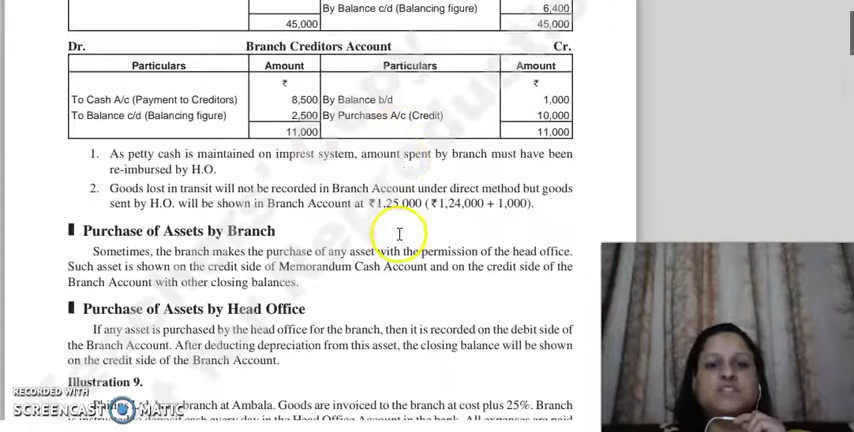 By Balance c/d (Balancing figure) 6,400
45,000 45,000
Dr. Branch Creditors Account Cr.
Particulars Amount Particulars Amount
₹ ₹
To Cash A/c (Payment to Creditors) 8,500 By Balance b/d 1,000
To Balance c/d (Balancing figure) 2,500 By Purchases A/c (Credit) 10,000
11,000 11,000
1. As petty cash is maintained on imprest system, amount spent by branch must have been
re-imbursed by H.O.
2. Goods lost in transit will not be recorded in Branch Account under direct method but goods
sent by H.O. will be shown in Branch Account at ₹1,25,000 (₹1,24,000 + 1,000).
Purchase of Assets by Branch
Sometimes, the branch makes the purchase of any asset with the permission of the head office.
Such asset is shown on the credit side of Memorandum Cash Account and on the credit side of the
Branch Account with other closing balances.
Purchase of Assets by Head Office
If any asset is purchased by the head office for the branch, then it is recorded on the debit side of
the Branch Account. After deducting depreciation from this asset, the closing balance will be shown
on the credit side of the Branch Account.
Illustration 9.
branch at Ambala. Goods are invoiced to the branch at cost plus 25%. Branch
RECORDED WITH
SCREENCAST MATIC